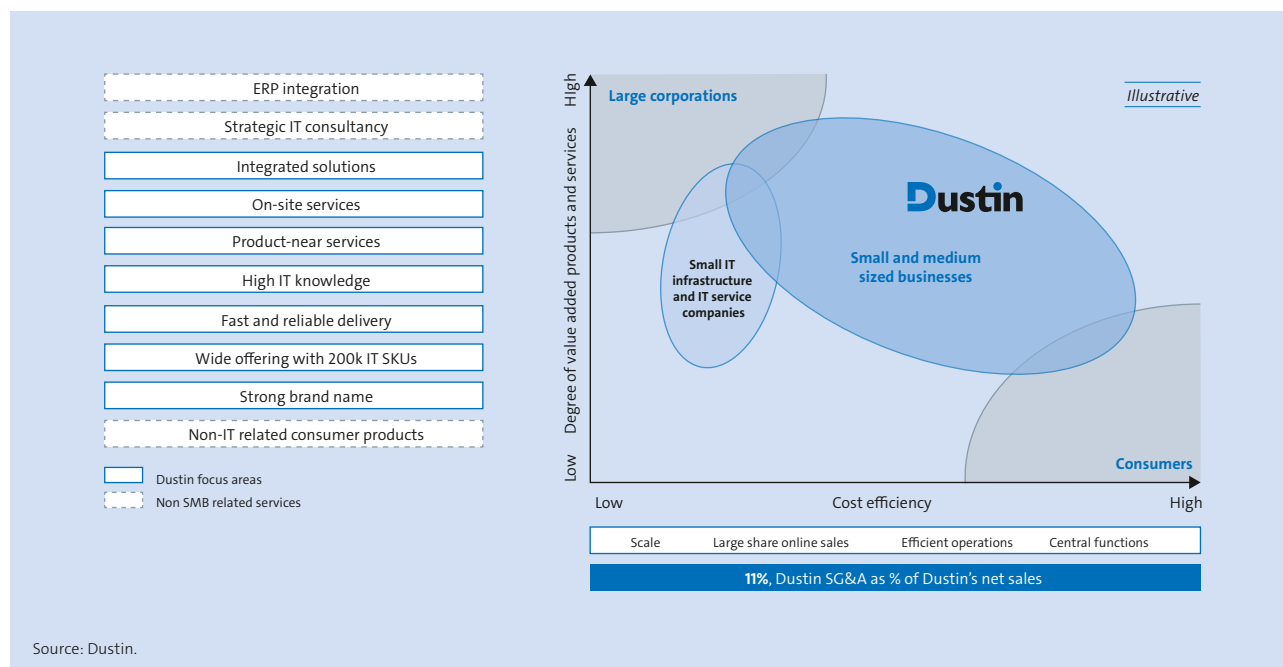 ERP integration
Strategic IT consultancy
Integrated solutions
On-site services
Product-near services
High IT knowledge
Fast and reliable delivery
Wide offering with 200k IT SKUs
Strong brand name
Non-IT related consumer products
Dustin focus areas
Non SMB related services
Degree of value added products and services
HIgh
Low
Large corporations
Illustrative
Dustin
Small and medium
sized businesses
Small IT
infrastructure
and IT service
companies
Consumers
Low
Cost efficiency
High
Scale
Large share online sales
Efficient operations
Central functions
11%, Dustin SG&A as % of Dustin’s net sales
Source: Dustin.